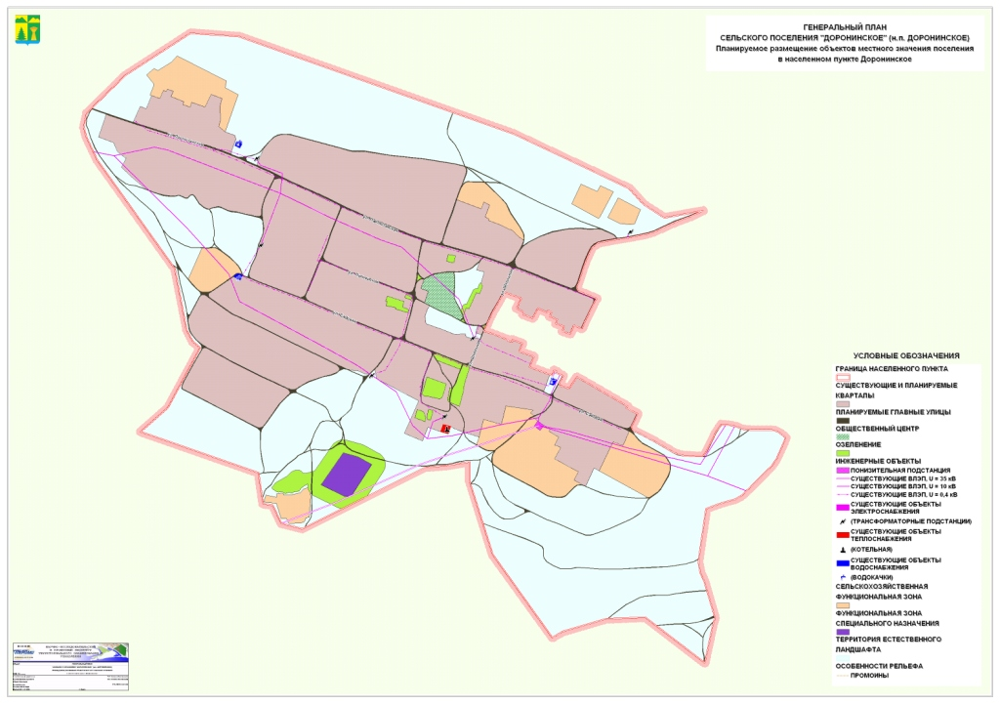 ГЕНЕРАЛЬНЫЙ ПЛАН
СЕЛЬСКОГО ПОСЕЛЕНИЯ "ДОРОНИНСКОЕ" (н.п. ДОРОНИНСКОЕ)
Планируемое размещение объектов местного значения поселения
в населенном пункте Доронинское
УСЛОВНЫЕ ОБОЗНАЧЕНИЯ
ГРАНИЦА НАСЕЛЕННОГО ПУНКТА
СУЩЕСТВУЮЩИЕ И ПЛАНИРУЕМЫЕ
КВАРТАЛЫ
ПЛАНИРУЕМЫЕ ГЛАВНЫЕ УЛИЦЫ
ОБЩЕСТВЕННЫЙ ЦЕНТР
ОЗЕЛЕНЕНИЕ
ИНЖЕНЕРНЫЕ ОБЪЕКТЫ
ПОНИЗИТЕЛЬНАЯ ПОДСТАНЦИЯ
СУЩЕСТВУЮЩИЕ ВЛЭП, U = 35 кВ
СУЩЕСТВУЮЩИЕ ВЛЭП, U = 10 кВ
СУЩЕСТВУЮЩИЕ ВЛЭП, U = 0,4 кВ
СУЩЕСТВУЮЩИЕ ОБЪЕКТЫ
ЭЛЕКТРОСНАБЖЕНИЯ
(ТРАНСФОРМАТОРНЫЕ ПОДСТАНЦИИ)
СУЩЕСТВУЮЩИЕ ОБЪЕКТЫ
ТЕПЛОСНАБЖЕНИЯ
(КОТЕЛЬНАЯ)
СУЩЕСТВУЮЩИЕ ОБЪЕКТЫ
ВОДОСНАБЖЕНИЯ
(ВОДОКАЧКИ)
СЕЛЬСКОХОЗЯЙСТВЕННАЯ
ФУНКЦИОНАЛЬНАЯ ЗОНА
ФУНКЦИОНАЛЬНАЯ ЗОНА
СПЕЦИАЛЬНОГО НАЗНАЧЕНИЯ
ТЕРРИТОРИЯ ЕСТЕСТВЕННОГО
ЛАНДШАФТА
ОСОБЕННОСТИ РЕЛЬЕФА
ПРОМОИНЫ